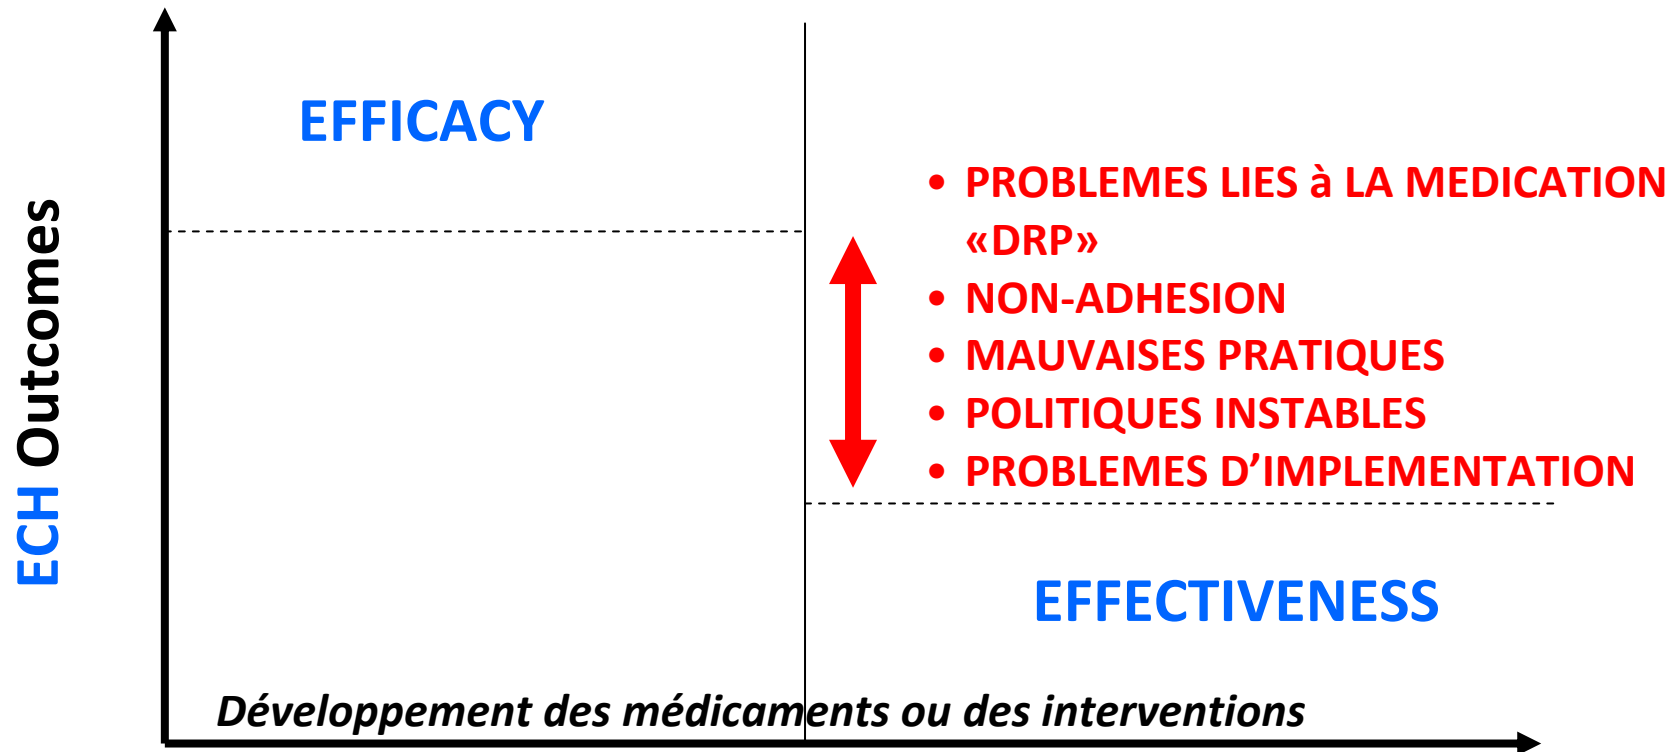 EFFICACY
• PROBLEMES LIES à LA MEDICATION
«DRP»
• NON-ADHESION
• MAUVAISES PRATIQUES
• POLITIQUES INSTABLES
• PROBLEMES D’IMPLEMENTATION
ECH Outcomes
EFFECTIVENESS
Développement des médicaments ou des interventions